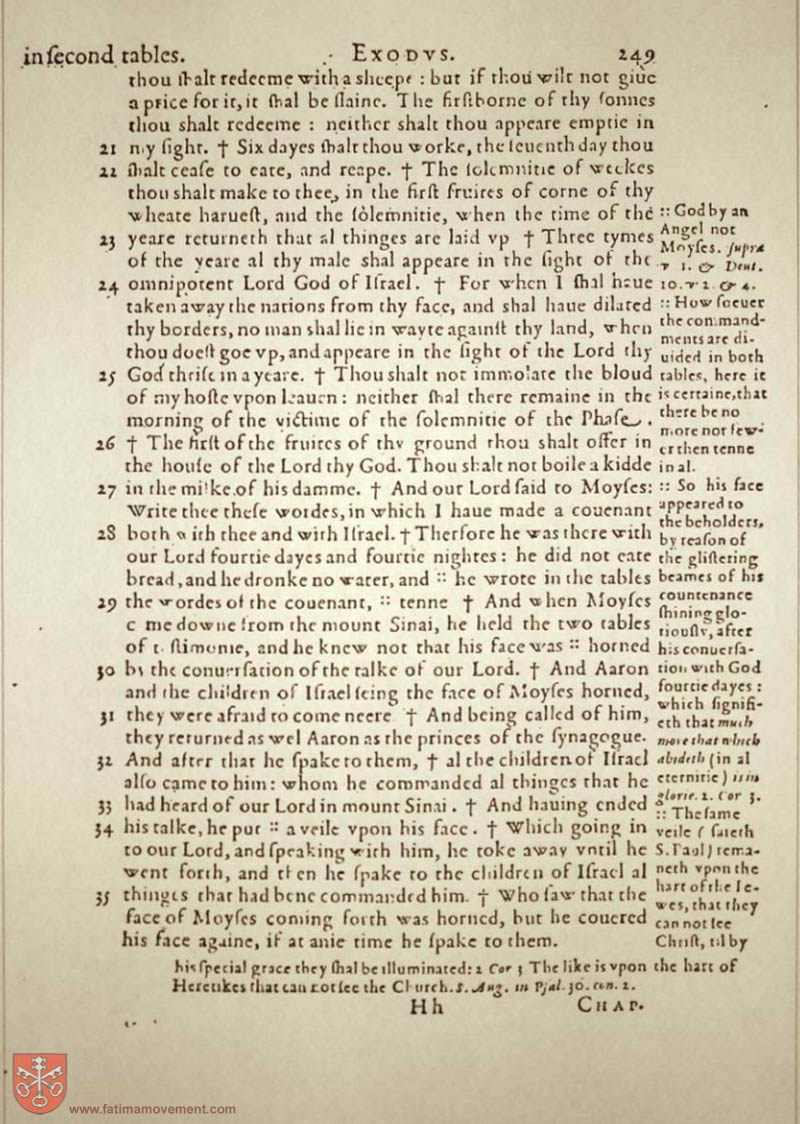 in second tables. EXODVS. 249
thou shalt redeeme with a sheepe : but if thou wilt not giue
a price for it, it shal be slaine. The firstborne of thy sonnes
thou shalt redeeme : neither shalt thou appeare emptie in
21 my sight. † Six dayes shalt thou worke, the seuenth day thou
22 shalt cease to eare, and reape. † The solemnitie of weekes
thou shalt make to thee, in the first fruites of corne of thy
wheate haruest, and the solemnitie, when the time of the
23 yeare returneth that al thinges are laid vp † Three tymes
of the yeare al thy male shal appeare in the sight of the
24 omnipotent Lord God of Israel. † For when I shal haue
taken away the nations from thy face, and shal haue dilated
thy borders, no man shal lie in wayte against thy land, when
thou doest goe vp, and appeare in the sight of the Lord thy
25 God thrise in a yeare. † Thou shalt not immolate the bloud
of my hoste vpon leauen : neither shal there remaine in the
morning of the victime of the solemnitie of the Phase.
26 † The first of the fruites of thy ground thou shalt offer in
the house of the Lord thy God. Thou shalt not boile a kidde
27 in the milke of his damme. † And our Lord said to Moyses:
Write thee these wordes, in which I haue made a couenant
28 both with thee and with Israel. † Therfore he was there with
our Lord fourtie dayes and fourtie nightes : he did not eate
bread, and he dronke no water, and :: he wrote in the tables
29 the wordes of the couenant, :: tenne † And when Moyses
came downe from the mount Sinai, he held the two tables
of testimonie, and he knew not that his face was :: horned
30 by the conuersation of the talke of our Lord. † And Aaron
and the children of Israel seing the face of Moyses horned,
31 they were afraid to come neere † And being called of him,
they returned as wel Aaron as the princes of the synagogue.
32 And after that he spake to them, † al the children of Israel
also came to him: whom he commanded al thinges that he
33 had heard of our Lord in mount Sinai. † And hauing ended
34 his talke, he put :: a veile vpon his face. † Which going in
to our Lord, and speaking with him, he toke away vntil he
went forth, and then he spake to the children of Israel al
35 thinges that had bene commanded him. † Who saw that the
face of Moyses coming forth was horned, but he couered
his face againe, if at anie time he spake to them.
:: God by an
Angel not
Moyses. supra
v 1. & Deut.
10. v. 2. & 4.
:: How soeuer
the command-
ments are di-
uided in both
tables, here it
is certaine, that
there be no
more nor few-
er then tenne
in al.
:: So his face
appeared to
the beholders,
by reason of
the glistering
beames of his
countenance
shining glo-
riously, after
his conuersa-
tion with God
fourtie dayes :
which signifi-
eth that much
more that which
abideth (in al
eternitie) is in
glorie. 2. Cor 3.
:: The same
veile (saieth
S. Paul) rema-
neth vpon the
hart of the Ie-
wes, that they
can not see
Christ, til by
his special grace they shal be illuminated: 2 Cor 3 The like is vpon the hart of
Heretikes that can not see the Church. S. Aug. in Psal. 30. con. 2.
Hh CHAP.
www.fatimamovement.com